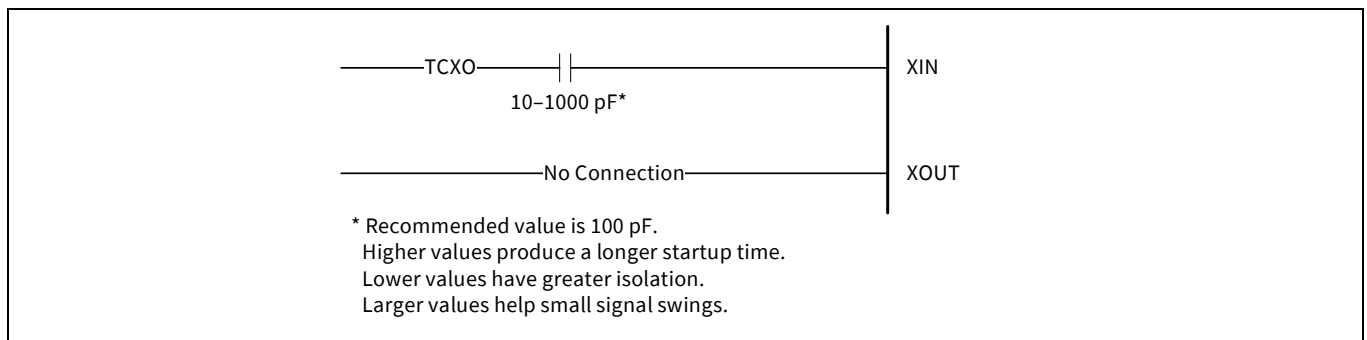 TCXO
XIN
10–1000 pF*
No Connection
XOUT
* Recommended value is 100 pF.
Higher values produce a longer startup time.
Lower values have greater isolation.
Larger values help small signal swings.